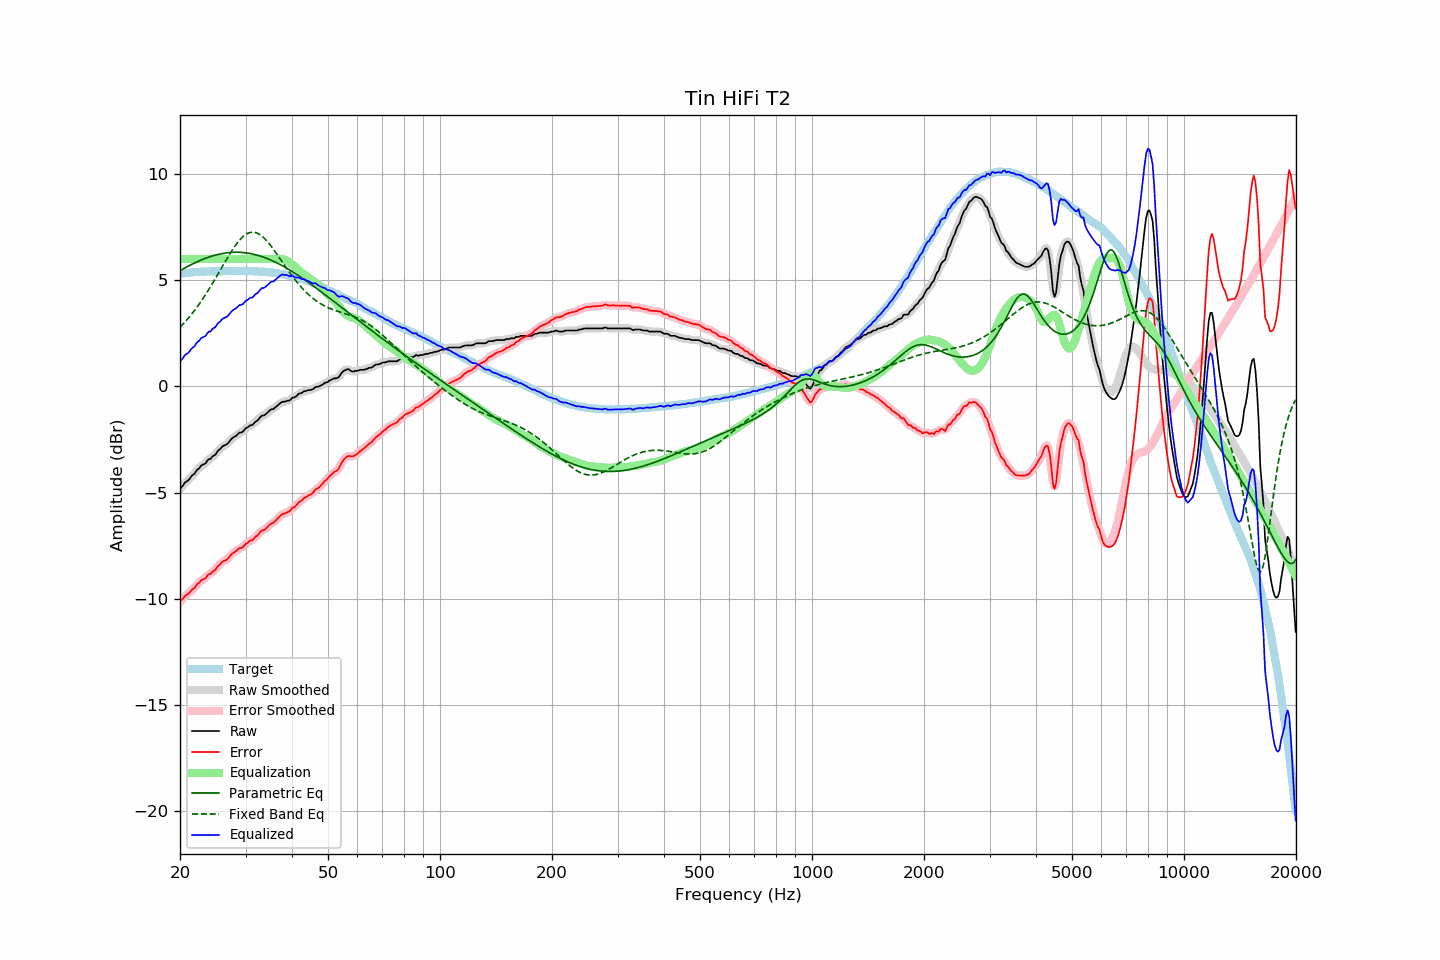 Tin HiFi T2
Amplitude (dBr)
10
5
0
−5
−10
−15
−20
Target
Raw Smoothed
Error Smoothed
Raw
Error
Equalization
Parametric Eq
Fixed Band Eq
Equalized
20 50 100 200 500 1000 2000 5000 10000 20000
Frequency (Hz)